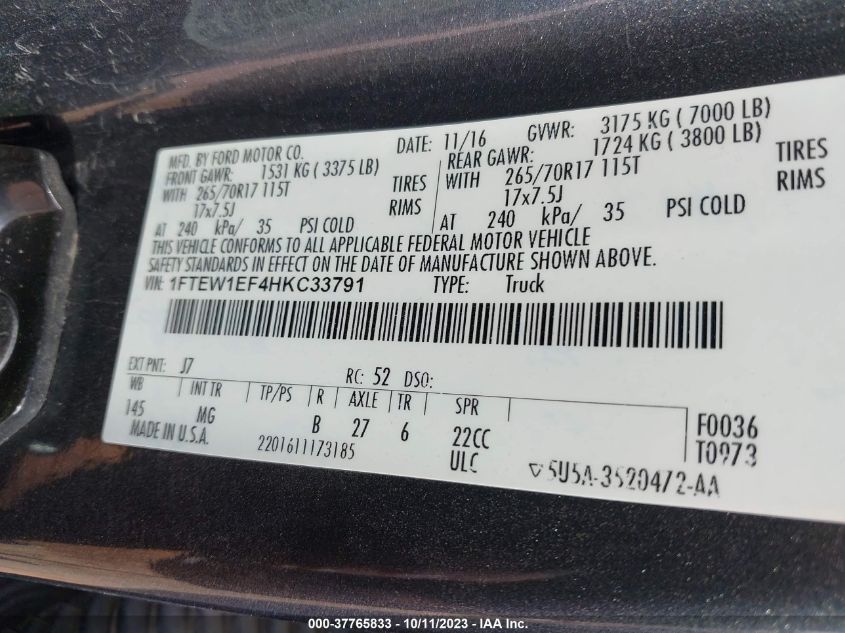 MFD. BY FORD MOTOR CO. DATE: 11/16 GVWR: 3175 KG ( 7000 LB)
FRONT GAWR: 1531 KG ( 3375 LB) REAR GAWR: 1724 KG ( 3800 LB)
WITH 265/70R17 115T TIRES WITH 265/70R17 115T TIRES
17x7.5J RIMS 17x7.5J RIMS
AT 240 kPa/ 35 PSI COLD AT 240 kPa/ 35 PSI COLD
THIS VEHICLE CONFORMS TO ALL APPLICABLE FEDERAL MOTOR VEHICLE
SAFETY STANDARDS IN EFFECT ON THE DATE OF MANUFACTURE SHOWN ABOVE.
VIN: 1FTEW1EF4HKC33791 TYPE: Truck
EXT PNT: J7 RC: 52 DSO:
WB INT TR TP/PS R AXLE TR SPR
145 MG B 27 6 22CC F0036
MADE IN U.S.A. 2201611173185 ULC T0973
5U5A-3520472-AA
000-37765833 - 10/11/2023 - IAA Inc.